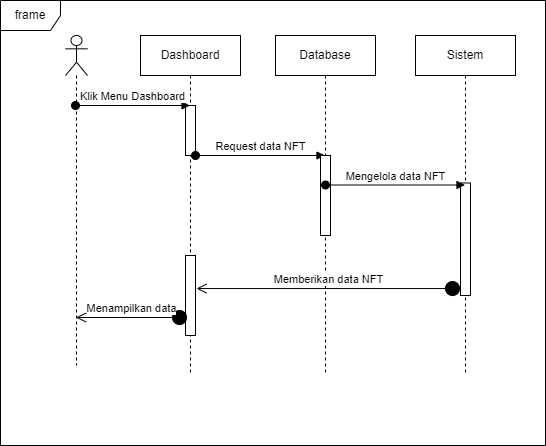 frame
Dashboard
Database
Sistem
Klik Menu Dashboard
Request data NFT
Mengelola data NFT
Memberikan data NFT
Menampilkan data